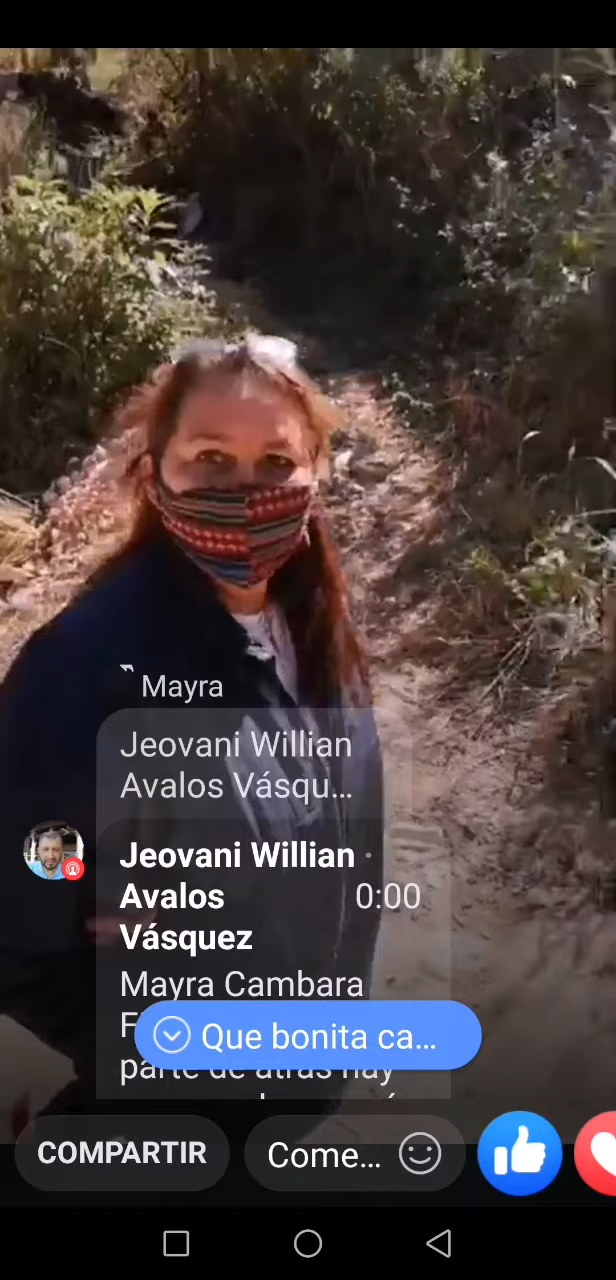 Mayra
Jeovani Willian
Avalos Vásqu...
Jeovani Willian ·
Avalos 0:00
Vásquez
Mayra Cambara
Que bonita ca...
parte de atrás hay
COMPARTIR
Come...